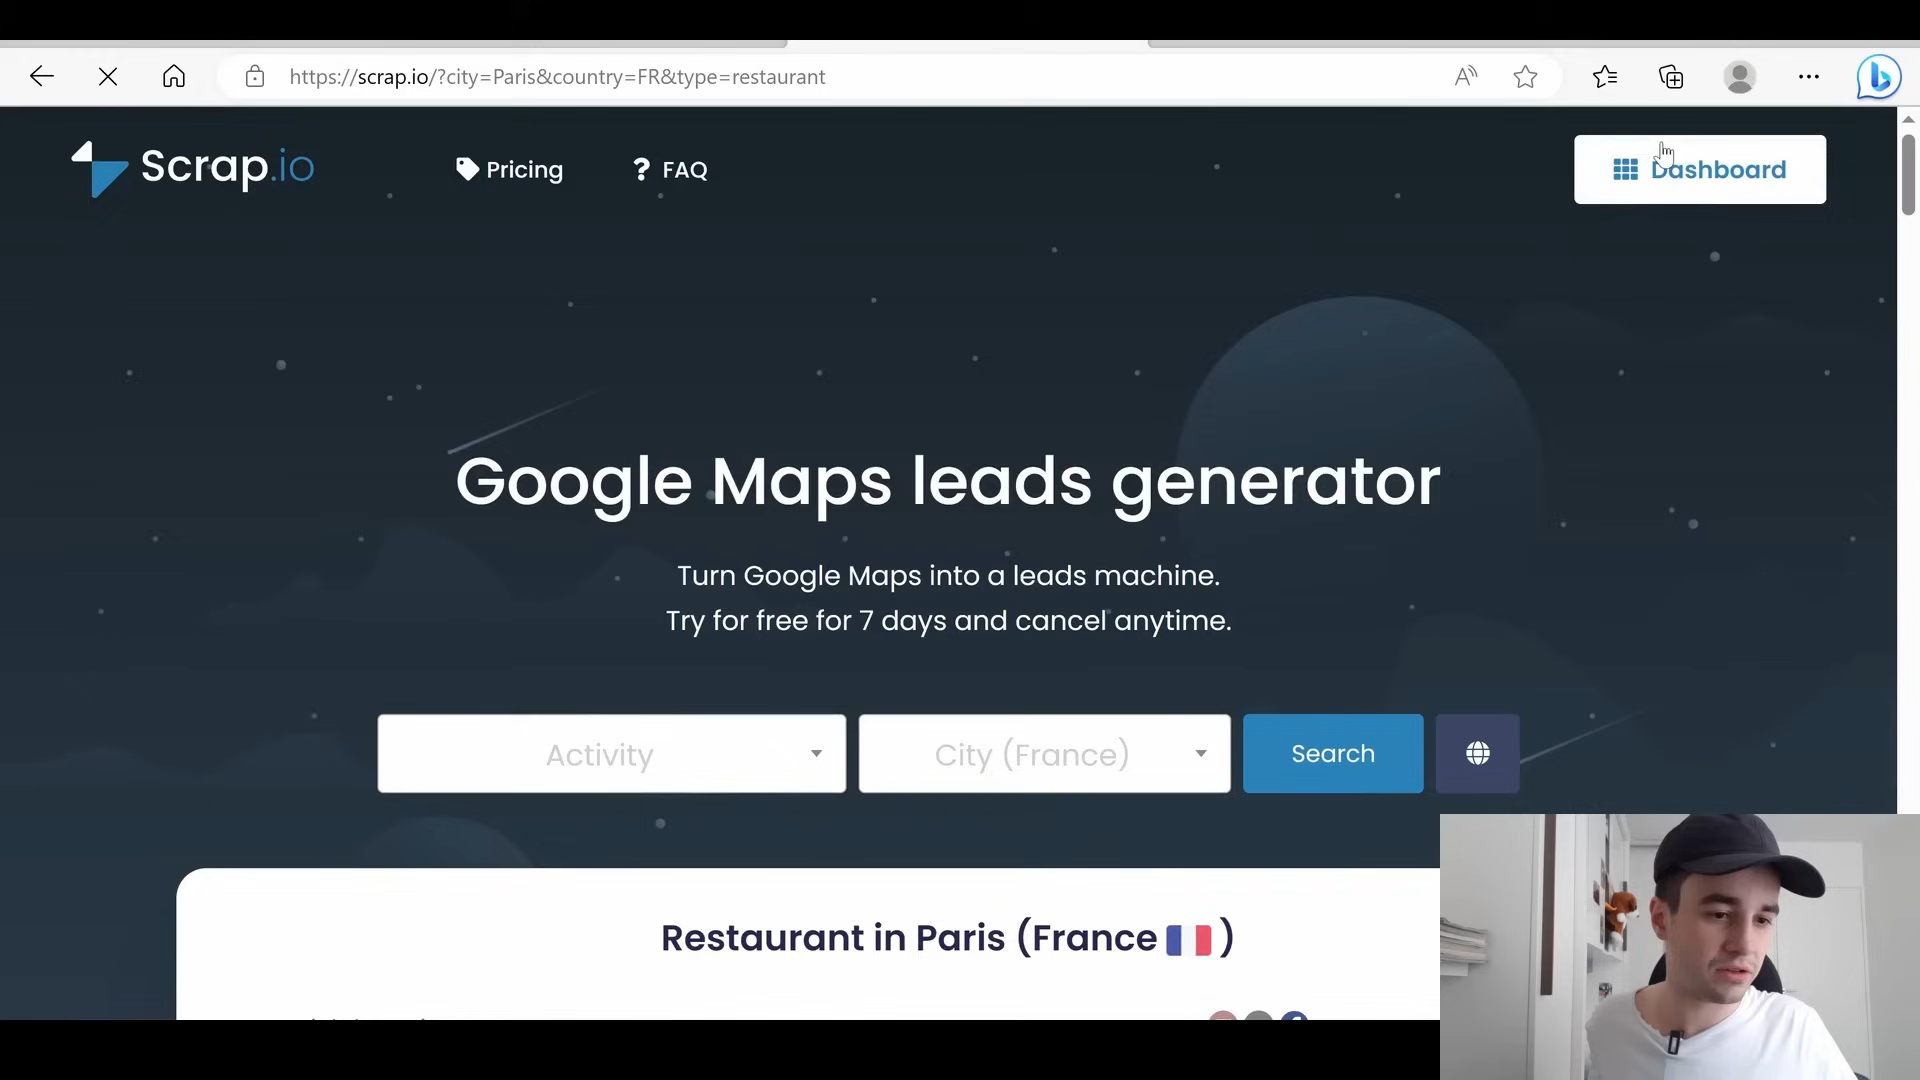 https://scrap.io/?city=Paris&country=FR&type=restaurant
Scrap.io
Pricing
? FAQ
Dashboard
Google Maps leads generator
Turn Google Maps into a leads machine.
Try for free for 7 days and cancel anytime.
Activity
City (France)
Search
Restaurant in Paris (France 🇫🇷)